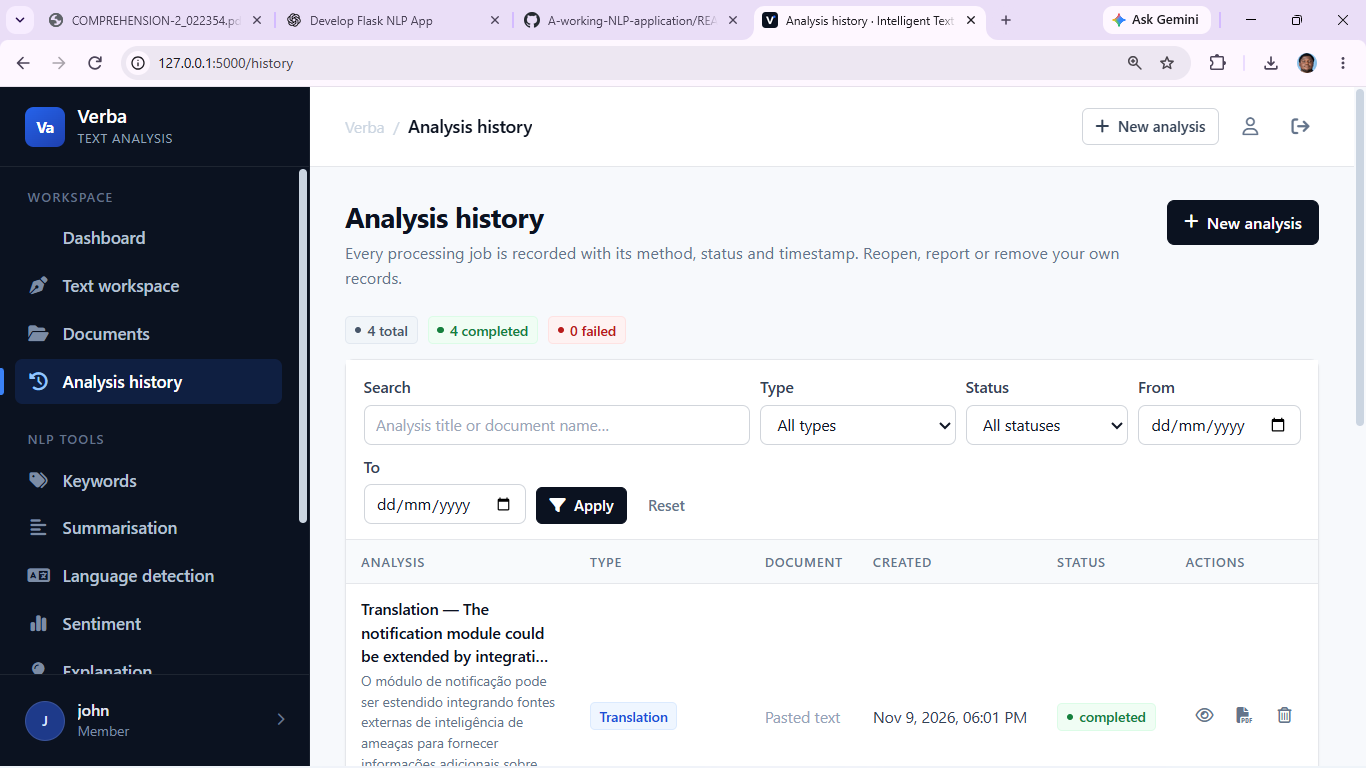 COMPREHENSION-2_022354.pd
Develop Flask NLP App
A-working-NLP-application/REA
Analysis history · Intelligent Text
Ask Gemini
127.0.0.1:5000/history
Va
Verba
TEXT ANALYSIS
Verba / Analysis history
+ New analysis
WORKSPACE
Dashboard
Text workspace
Documents
Analysis history
NLP TOOLS
Keywords
Summarisation
Language detection
Sentiment
Explanation
J
john
Member
Analysis history
+ New analysis
Every processing job is recorded with its method, status and timestamp. Reopen, report or remove your own
records.
4 total
4 completed
0 failed
Search
Type
Status
From
Analysis title or document name...
All types
All statuses
dd/mm/yyyy
To
dd/mm/yyyy
Apply
Reset
ANALYSIS
TYPE
DOCUMENT
CREATED
STATUS
ACTIONS
Translation — The
notification module could
be extended by integrati...
O módulo de notificação pode
ser estendido integrando fontes
externas de inteligência de
ameaças para fornecer
informações adicionais sobre
Translation
Pasted text
Nov 9, 2026, 06:01 PM
completed
PDF